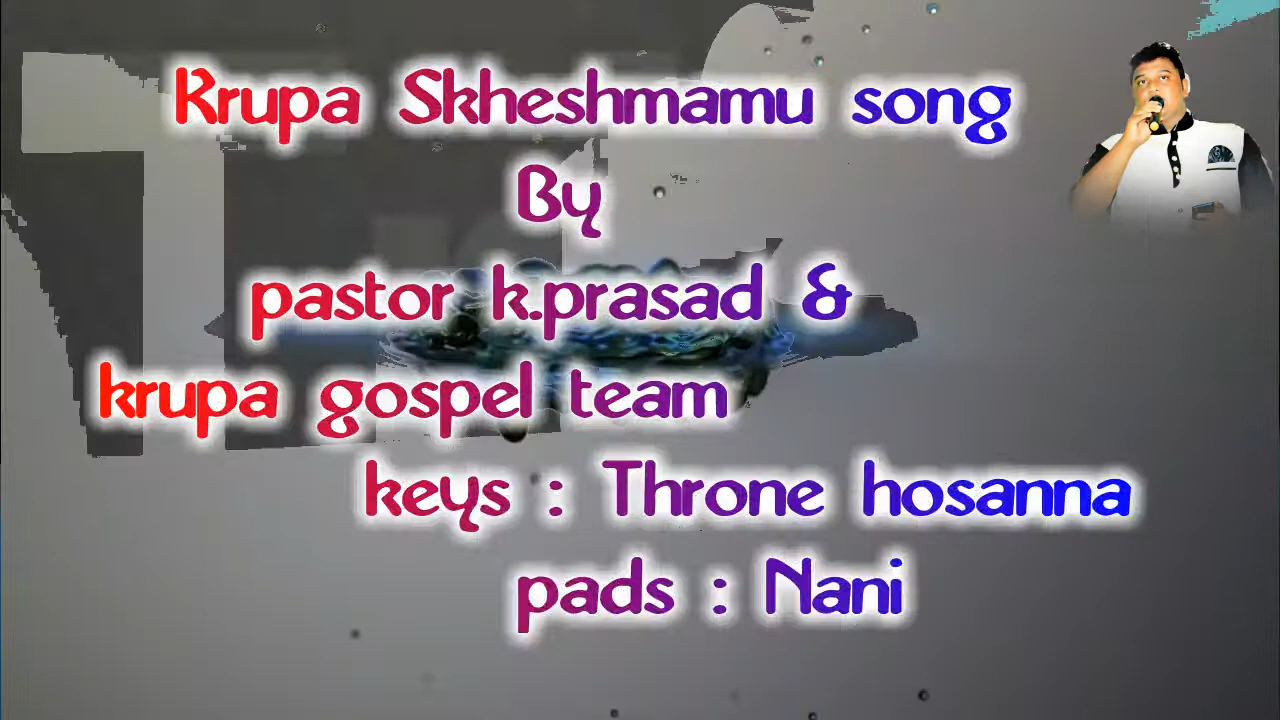 Krupa Skheshmamu song
By
pastor k.prasad &
krupa gospel team
keys : Throne hosanna
pads : Nani